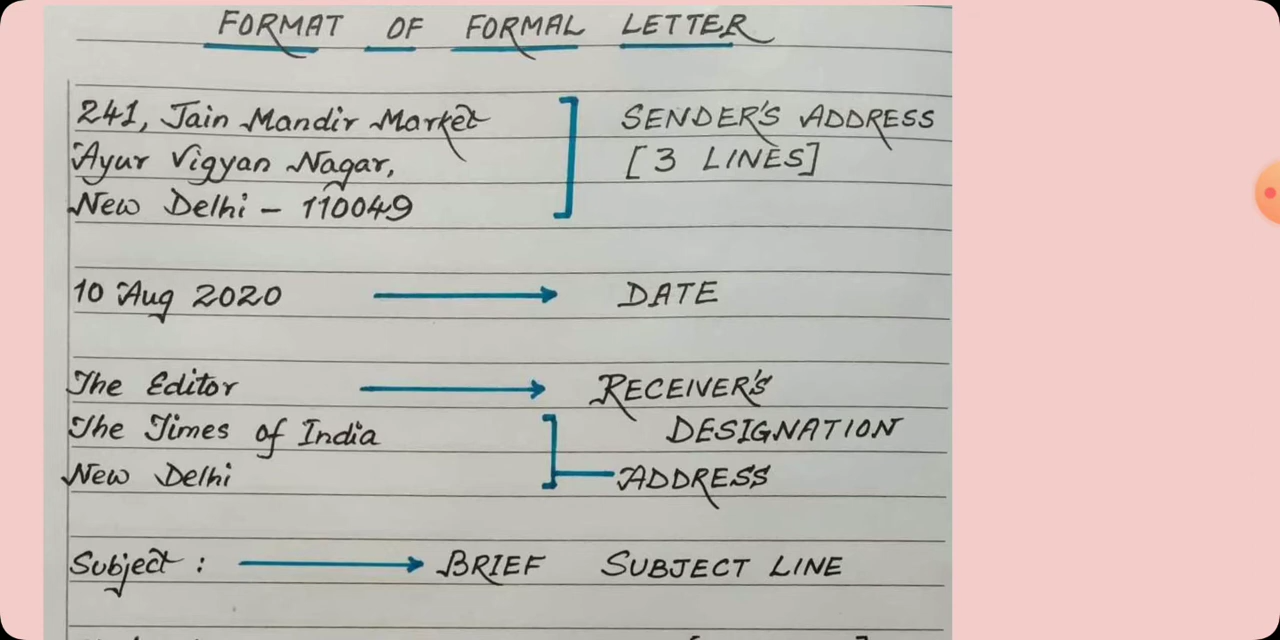 FORMAT OF FORMAL LETTER
241, Jain Mandir Market ] SENDER'S ADDRESS
Ayur Vigyan Nagar, [3 LINES]
New Delhi - 110049
10 Aug 2020 → DATE
The Editor → RECEIVER'S
The Times of India DESIGNATION
New Delhi ADDRESS
Subject : → BRIEF SUBJECT LINE